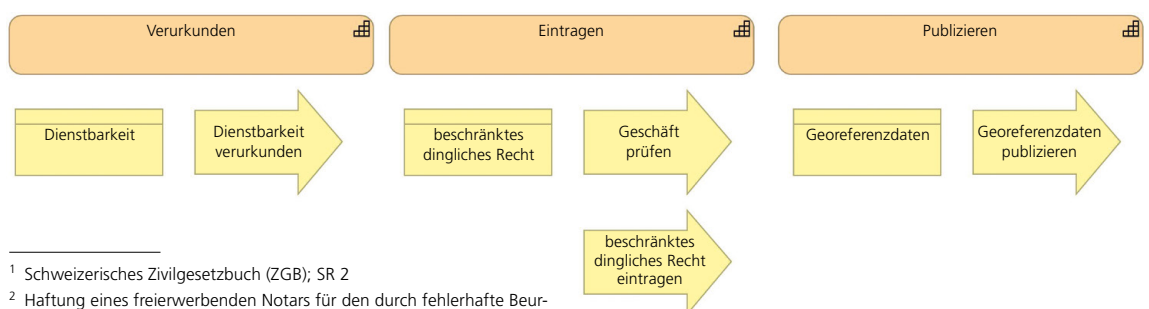 Verurkunden
Eintragen
Publizieren
Dienstbarkeit
Dienstbarkeit
verurkunden
beschränktes
dingliches Recht
Geschäft
prüfen
Georeferenzdaten
Georeferenzdaten
publizieren
beschränktes
dingliches Recht
eintragen
1 Schweizerisches Zivilgesetzbuch (ZGB); SR 2
2 Haftung eines freierwerbenden Notars für den durch fehlerhafte Beur-